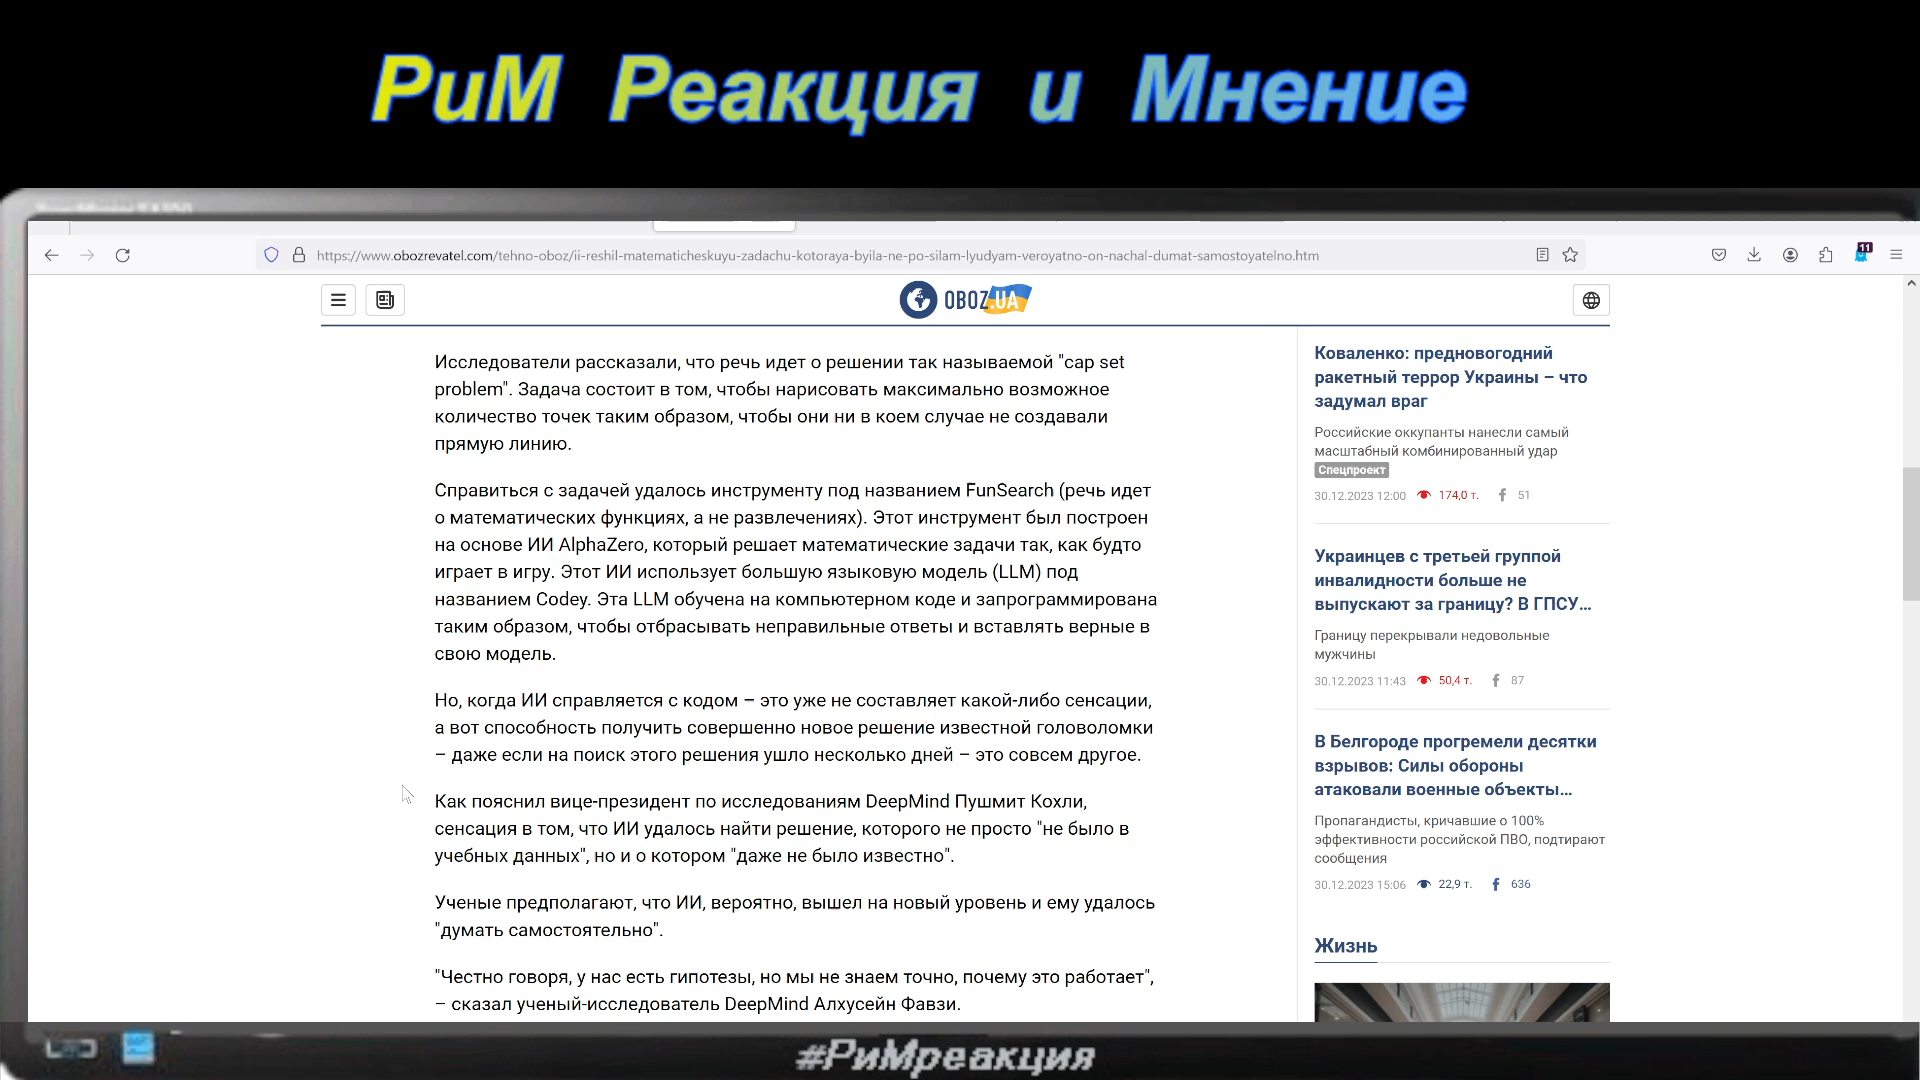 РиМ Реакция и Мнение
https://www.obozrevatel.com/tehno-oboz/ii-reshil-matematicheskuyu-zadachu-kotoraya-byila-ne-po-silam-lyudyam-veroyatno-on-nachal-dumat-samostoyatelno.htm
11
OBOZ.UA
Исследователи рассказали, что речь идет о решении так называемой "cap set
problem". Задача состоит в том, чтобы нарисовать максимально возможное
количество точек таким образом, чтобы они ни в коем случае не создавали
прямую линию.
Справиться с задачей удалось инструменту под названием FunSearch (речь идет
о математических функциях, а не развлечениях). Этот инструмент был построен
на основе ИИ AlphaZero, который решает математические задачи так, как будто
играет в игру. Этот ИИ использует большую языковую модель (LLM) под
названием Codey. Эта LLM обучена на компьютерном коде и запрограммирована
таким образом, чтобы отбрасывать неправильные ответы и вставлять верные в
свою модель.
Но, когда ИИ справляется с кодом – это уже не составляет какой-либо сенсации,
а вот способность получить совершенно новое решение известной головоломки
– даже если на поиск этого решения ушло несколько дней – это совсем другое.
Как пояснил вице-президент по исследованиям DeepMind Пушмит Кохли,
сенсация в том, что ИИ удалось найти решение, которого не просто "не было в
учебных данных", но и о котором "даже не было известно".
Ученые предполагают, что ИИ, вероятно, вышел на новый уровень и ему удалось
"думать самостоятельно".
"Честно говоря, у нас есть гипотезы, но мы не знаем точно, почему это работает",
– сказал ученый-исследователь DeepMind Алхусейн Фавзи.
Коваленко: предновогодний
ракетный террор Украины – что
задумал враг
Российские оккупанты нанесли самый
масштабный комбинированный удар
Спецпроект
30.12.2023 12:00 174,0 т. 51
Украинцев с третьей группой
инвалидности больше не
выпускают за границу? В ГПСУ...
Границу перекрывали недовольные
мужчины
30.12.2023 11:43 50,4 т. 87
В Белгороде прогремели десятки
взрывов: Силы обороны
атаковали военные объекты...
Пропагандисты, кричавшие о 100%
эффективности российской ПВО, подтирают
сообщения
30.12.2023 15:06 22,9 т. 636
Жизнь
#РиМреакция